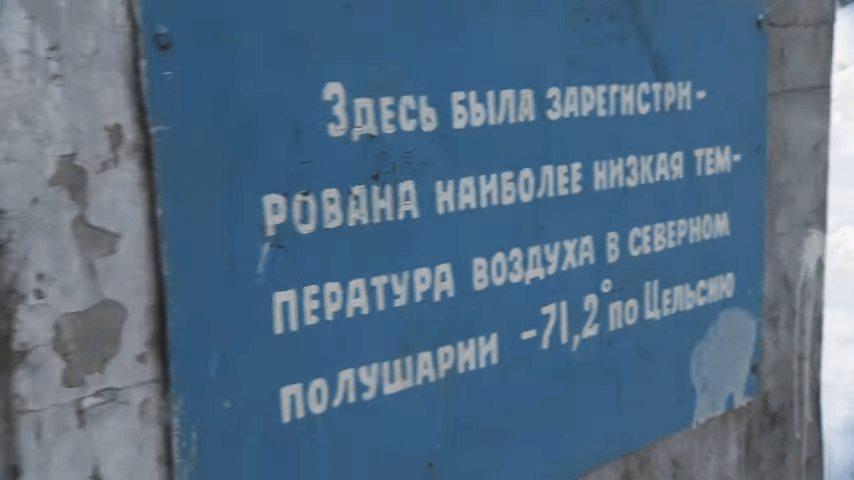 Здесь была зарегистри-
рована наиболее низкая тем-
пература воздуха в северном
полушарии -71,2° по Цельсию